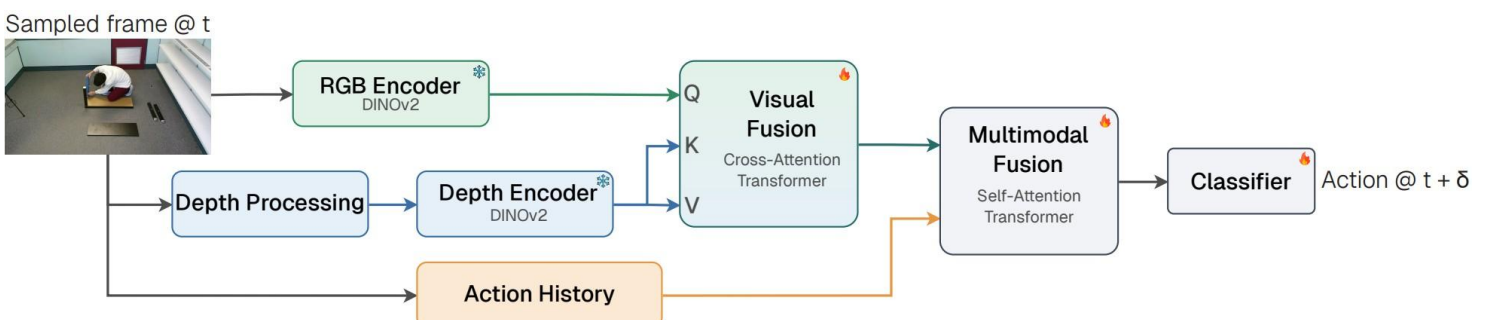 Sampled frame @ t
RGB Encoder
DINOv2
Depth Processing
Depth Encoder
DINOv2
Action History
Q
K
V
Visual
Fusion
Cross-Attention
Transformer
Multimodal
Fusion
Self-Attention
Transformer
Classifier
Action @ t + δ